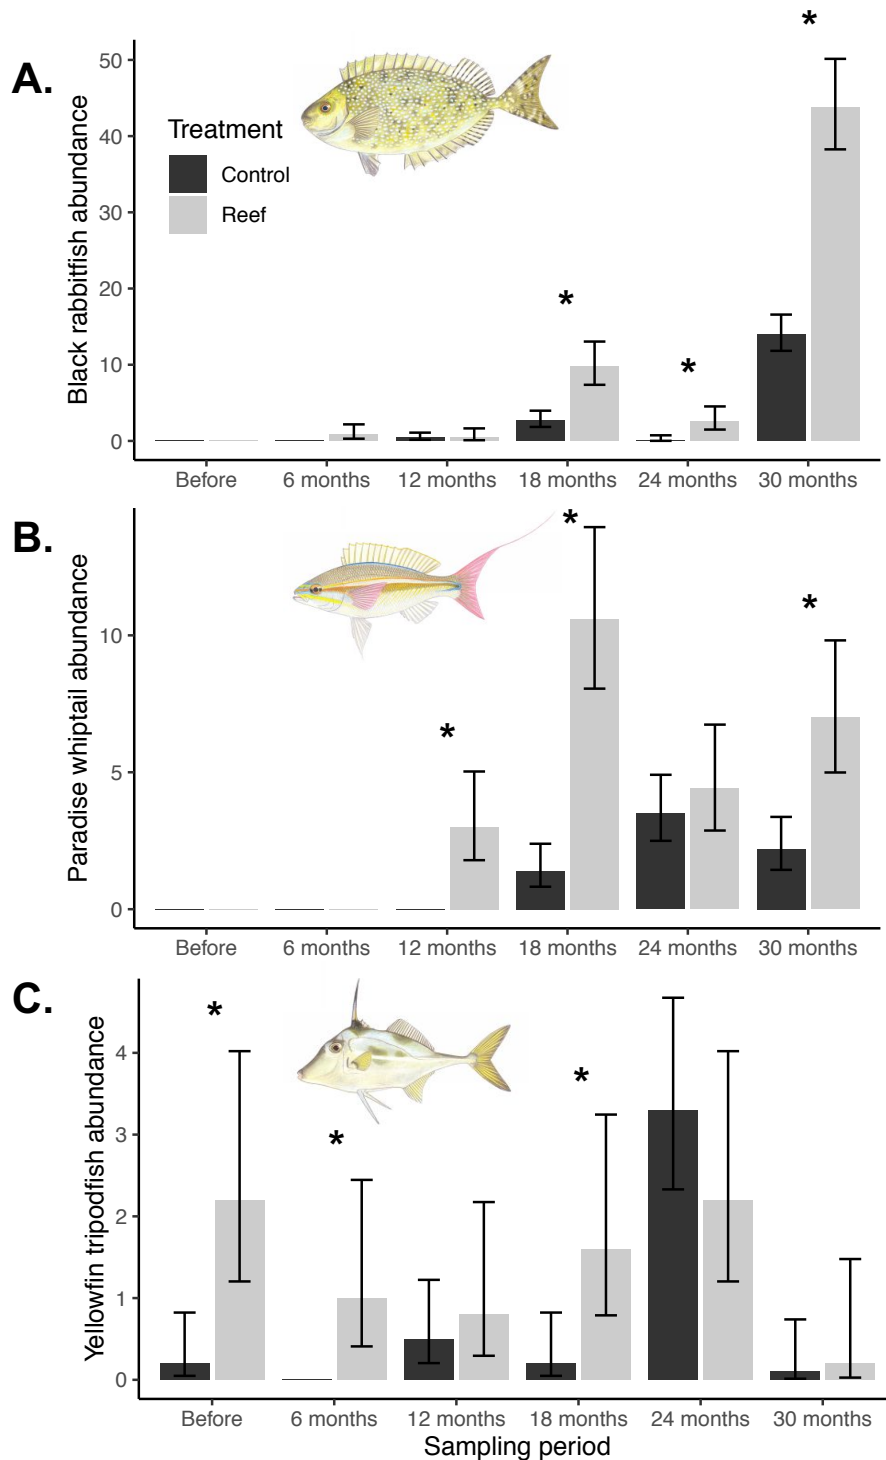 A.
Black rabbitfish abundance
50
40
30
20
10
0
Treatment
Control
Reef
*
*
*
Before 6 months 12 months 18 months 24 months 30 months
B.
Paradise whiptail abundance
10
5
0
*
*
*
Before 6 months 12 months 18 months 24 months 30 months
C.
Yellowfin tripodfish abundance
4
3
2
1
0
*
*
*
Before 6 months 12 months 18 months 24 months 30 months
Sampling period